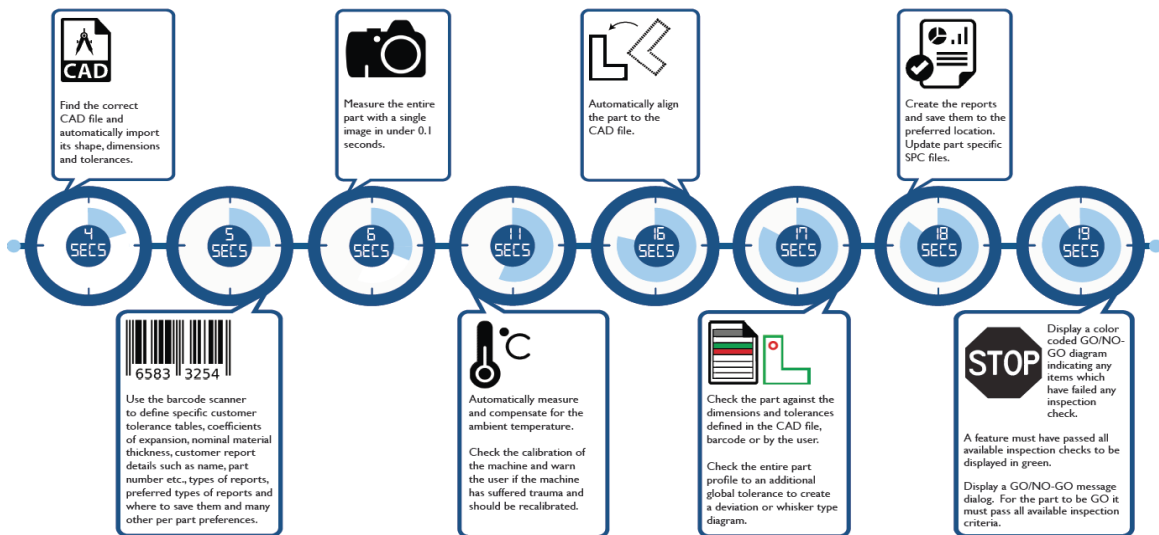 CAD
Find the correct
CAD file and
automatically import
its shape, dimensions
and tolerances.
4
SECS
5
SECS
6583 3254
Use the barcode scanner
to define specific customer
tolerance tables, coefficients
of expansion, nominal material
thickness, customer report
details such as name, part
number etc., types of reports,
preferred types of reports and
where to save them and many
other per part preferences.
Measure the entire
part with a single
image in under 0.1
seconds.
6
SECS
11
SECS
°C
Automatically measure
and compensate for the
ambient temperature.
Check the calibration of
the machine and warn
the user if the machine
has suffered trauma and
should be recalibrated.
Automatically align
the part to the
CAD file.
16
SECS
17
SECS
Check the part against the
dimensions and tolerances
defined in the CAD file,
barcode or by the user.
Check the entire part
profile to an additional
global tolerance to create
a deviation or whisker type
diagram.
Create the reports
and save them to the
preferred location.
Update part specific
SPC files.
18
SECS
19
SECS
STOP
Display a color
coded GO/NO-
GO diagram
indicating any
items which
have failed any
inspection
check.
A feature must have passed all
available inspection checks to be
displayed in green.
Display a GO/NO-GO message
dialog. For the part to be GO it
must pass all available inspection
criteria.